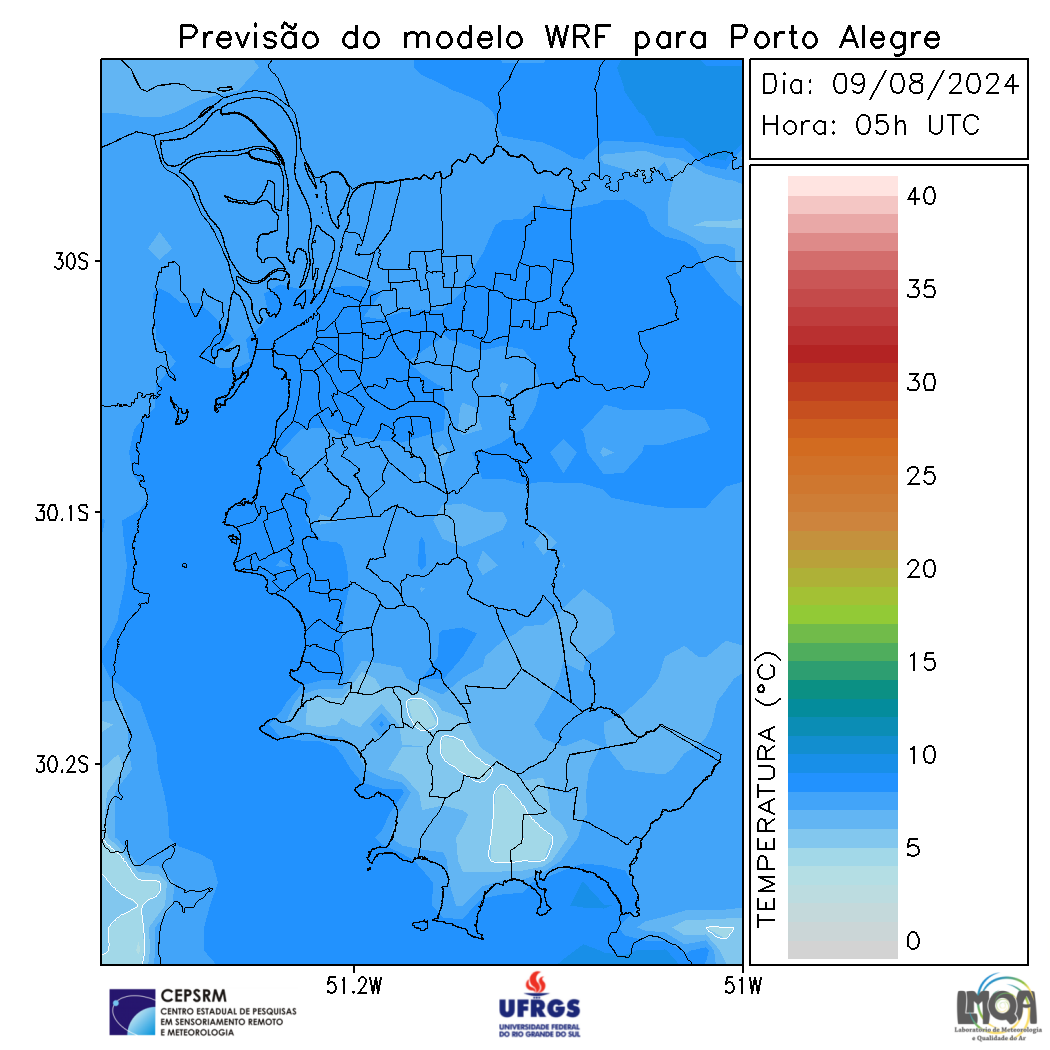 Previsão do modelo WRF para Porto Alegre
Dia: 09/08/2024
Hora: 05h UTC
40
35
30
25
20
15
10
5
0
TEMPERATURA (°C)
30S
30.1S
30.2S
51.2W
51W
CEPSRM
CENTRO ESTADUAL DE PESQUISAS
EM SENSORIAMENTO REMOTO
E METEOROLOGIA
UFRGS
UNIVERSIDADE FEDERAL
DO RIO GRANDE DO SUL
LMQA
Laboratório de Meteorologia
e Qualidade do Ar